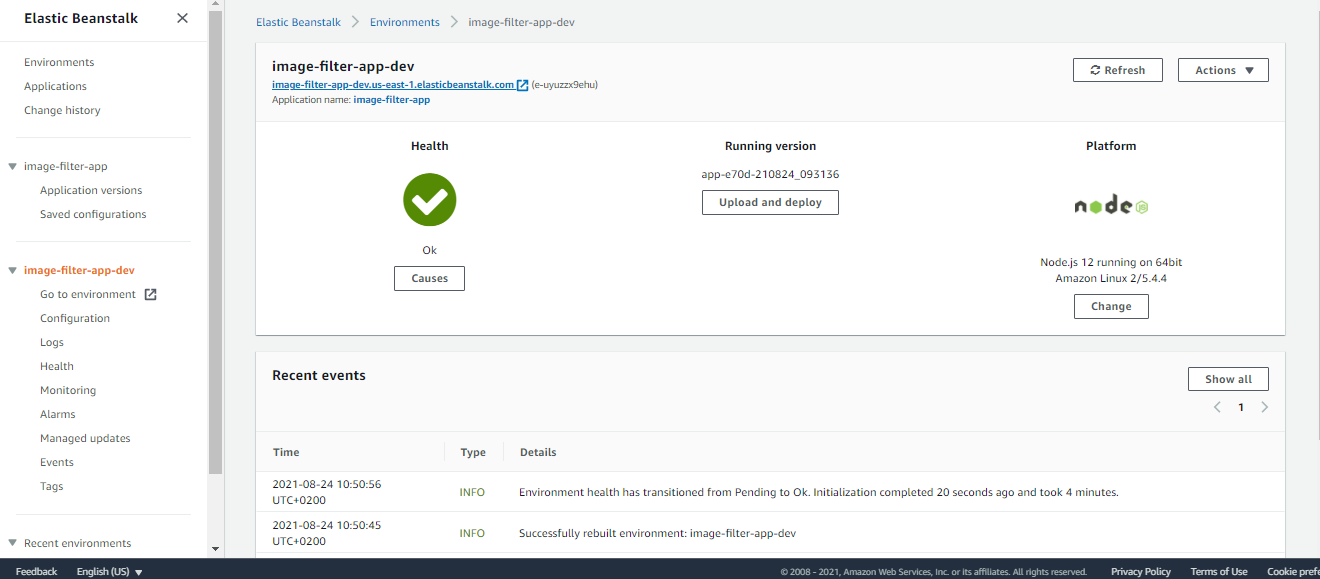 Elastic Beanstalk
Environments
Applications
Change history
image-filter-app
Application versions
Saved configurations
image-filter-app-dev
Go to environment
Configuration
Logs
Health
Monitoring
Alarms
Managed updates
Events
Tags
Recent environments
Elastic Beanstalk > Environments > image-filter-app-dev
image-filter-app-dev
image-filter-app-dev.us-east-1.elasticbeanstalk.com (e-uyuzzx9ehu)
Application name: image-filter-app
Refresh Actions
Health
Ok
Causes
Running version
app-e70d-210824_093136
Upload and deploy
Platform
node JS
Node.js 12 running on 64bit
Amazon Linux 2/5.4.4
Change
Recent events
Show all
1
Time Type Details
2021-08-24 10:50:56
UTC+0200
INFO
Environment health has transitioned from Pending to Ok. Initialization completed 20 seconds ago and took 4 minutes.
2021-08-24 10:50:45
UTC+0200
INFO
Successfully rebuilt environment: image-filter-app-dev
Feedback English (US) © 2008 - 2021, Amazon Web Services, Inc. or its affiliates. All rights reserved. Privacy Policy Terms of Use Cookie prefe